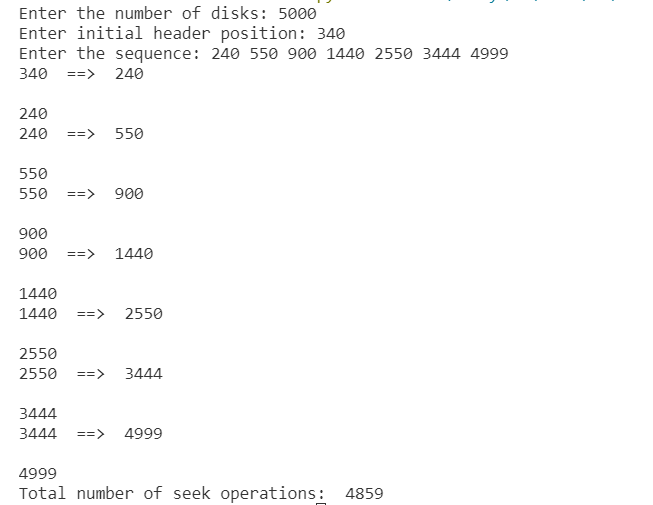 Enter the number of disks: 5000
Enter initial header position: 340
Enter the sequence: 240 550 900 1440 2550 3444 4999
340  ==>  240
240
240  ==>  550
550
550  ==>  900
900
900  ==>  1440
1440
1440  ==>  2550
2550
2550  ==>  3444
3444
3444  ==>  4999
4999
Total number of seek operations:  4859